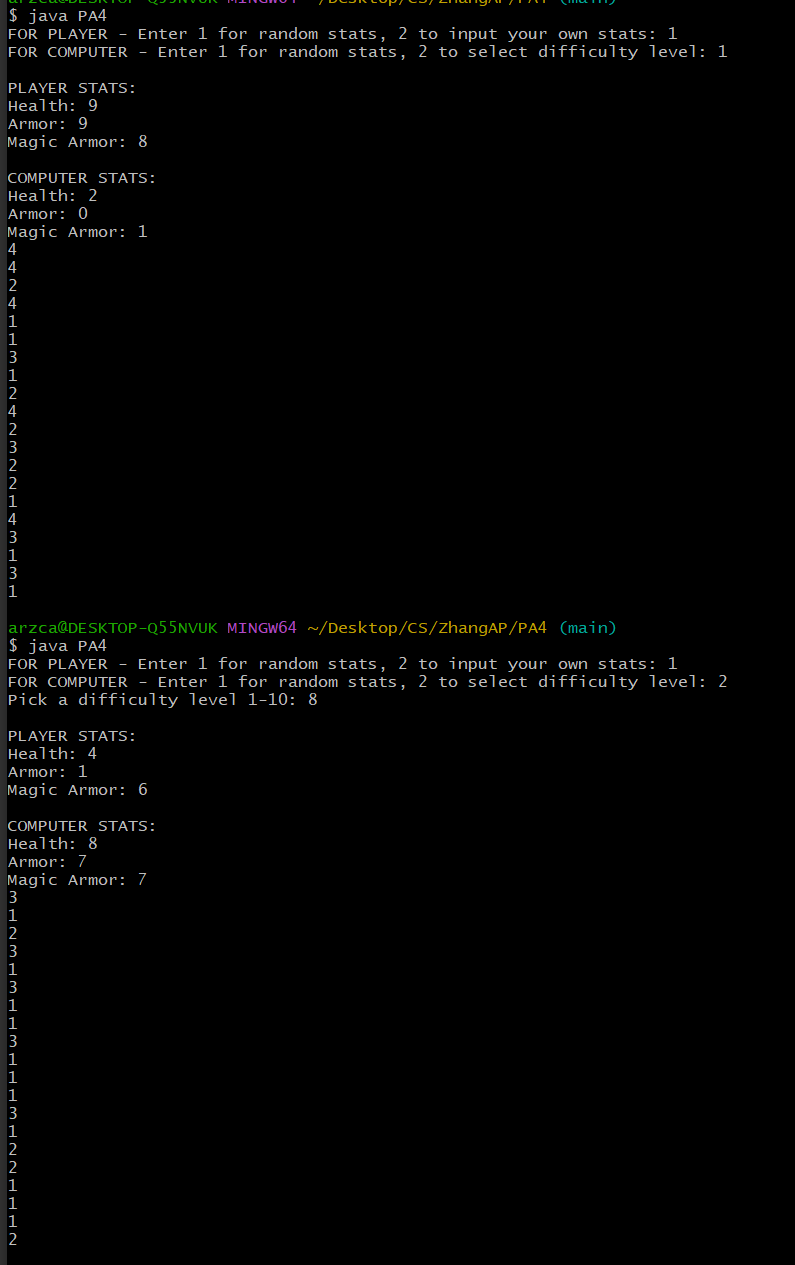 arzca@DESKTOP-Q55NVUK MINGW64 ~/Desktop/CS/ZhangAP/PA4 (main)
$ java PA4
FOR PLAYER - Enter 1 for random stats, 2 to input your own stats: 1
FOR COMPUTER - Enter 1 for random stats, 2 to select difficulty level: 1
PLAYER STATS:
Health: 9
Armor: 9
Magic Armor: 8
COMPUTER STATS:
Health: 2
Armor: 0
Magic Armor: 1
4
4
2
4
1
1
3
1
2
4
2
3
2
2
1
4
3
1
3
1
arzca@DESKTOP-Q55NVUK MINGW64 ~/Desktop/CS/ZhangAP/PA4 (main)
$ java PA4
FOR PLAYER - Enter 1 for random stats, 2 to input your own stats: 1
FOR COMPUTER - Enter 1 for random stats, 2 to select difficulty level: 2
Pick a difficulty level 1-10: 8
PLAYER STATS:
Health: 4
Armor: 1
Magic Armor: 6
COMPUTER STATS:
Health: 8
Armor: 7
Magic Armor: 7
3
1
2
3
1
3
1
1
3
1
1
1
3
1
2
2
1
1
1
2